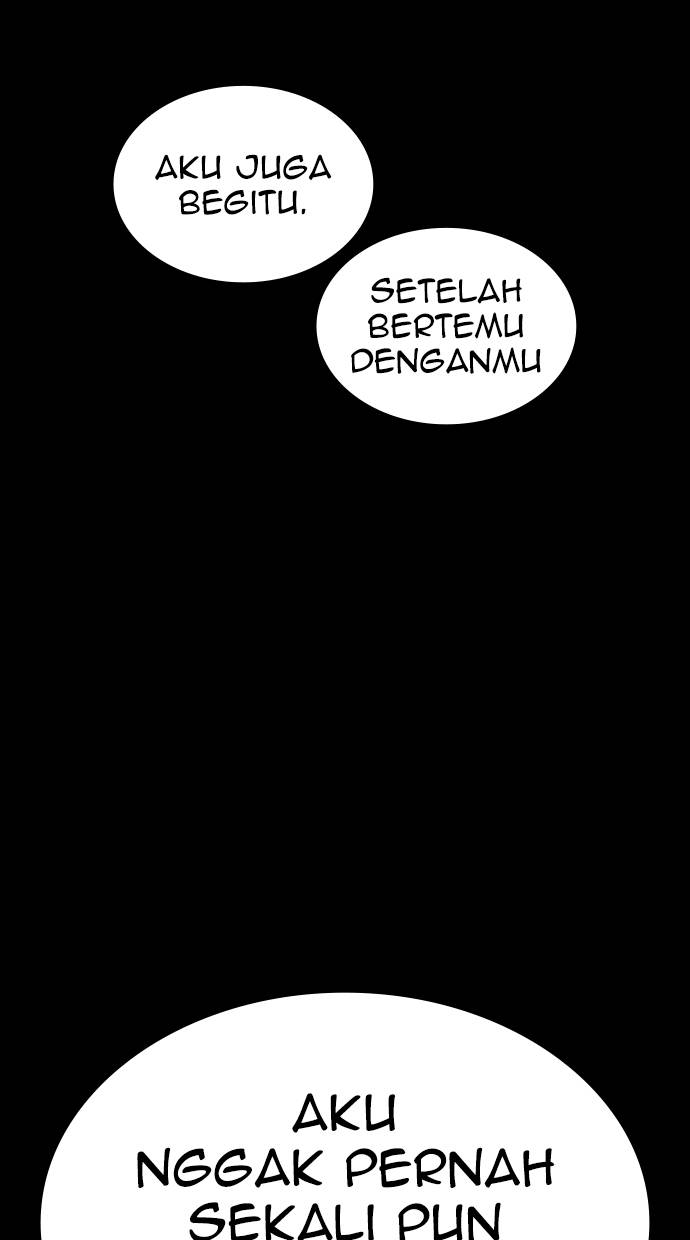 AKU JUGA
BEGITU.
SETELAH
BERTEMU
DENGANMU
AKU
NGGAK PERNAH
SEKALI PUN